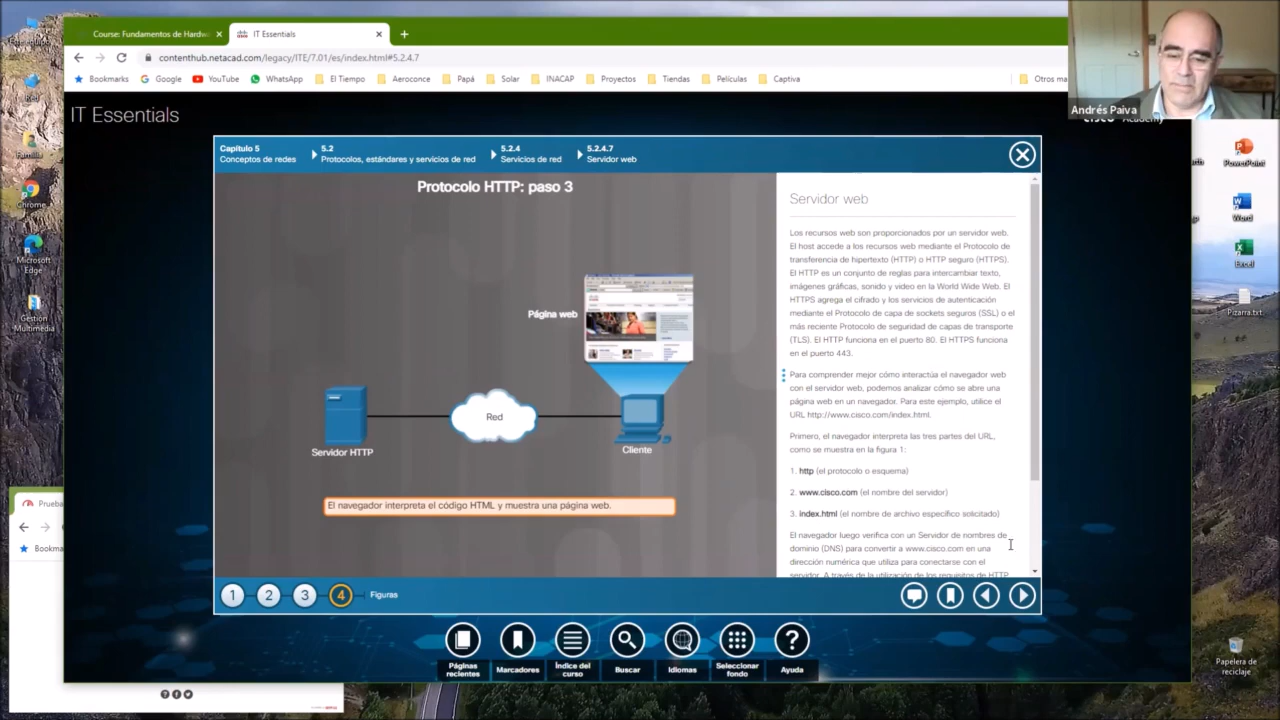 Course: Fundamentos de Hardw
IT Essentials
contenthub.netacad.com/legacy/ITE/7.01/es/index.html#5.2.4.7
Bookmarks Google YouTube WhatsApp El Tiempo Aeroconce Papá Solar INACAP Proyectos Tiendas Películas Captiva Otros ma
Andrés Paiva
IT Essentials
Academy
Capítulo 5
Conceptos de redes
5.2
Protocolos, estándares y servicios de red
5.2.4
Servicios de red
5.2.4.7
Servidor web
Protocolo HTTP: paso 3
Página web
Red
Servidor HTTP
Cliente
El navegador interpreta el código HTML y muestra una página web.
Servidor web
Los recursos web son proporcionados por un servidor web.
El host accede a los recursos web mediante el Protocolo de
transferencia de hipertexto (HTTP) o HTTP seguro (HTTPS).
El HTTP es un conjunto de reglas para intercambiar texto,
imágenes gráficas, sonido y video en la World Wide Web. El
HTTPS agrega el cifrado y los servicios de autenticación
mediante el Protocolo de capa de sockets seguros (SSL) o el
más reciente Protocolo de seguridad de capas de transporte
(TLS). El HTTP funciona en el puerto 80. El HTTPS funciona
en el puerto 443.
Para comprender mejor cómo interactúa el navegador web
con el servidor web, podemos analizar cómo se abre una
página web en un navegador. Para este ejemplo, utilice el
URL http://www.cisco.com/index.html.
Primero, el navegador interpreta las tres partes del URL,
como se muestra en la figura 1:
1. http (el protocolo o esquema)
2. www.cisco.com (el nombre del servidor)
3. index.html (el nombre de archivo específico solicitado)
El navegador luego verifica con un Servidor de nombres de
dominio (DNS) para convertir a www.cisco.com en una
dirección numérica que utiliza para conectarse con el
servidor. A través de la utilización de los requisitos de HTTP
1 2 3 4 Figuras
Páginas recientes
Marcadores
Índice del curso
Buscar
Idiomas
Seleccionar fondo
Ayuda
Red
Familia
Chrome
Microsoft Edge
Gestión Multimedia
Prueba
Bookma
PowerPoint
Word
Excel
Pizarra.txt
Papelera de reciclaje